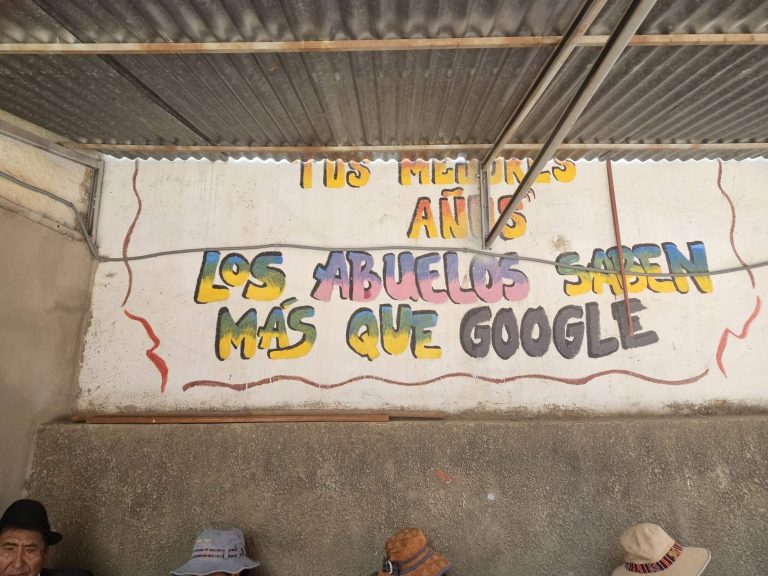 TUS MEJORES
AÑOS"
LOS ABUELOS SABEN
MÁS QUE GOOGLE